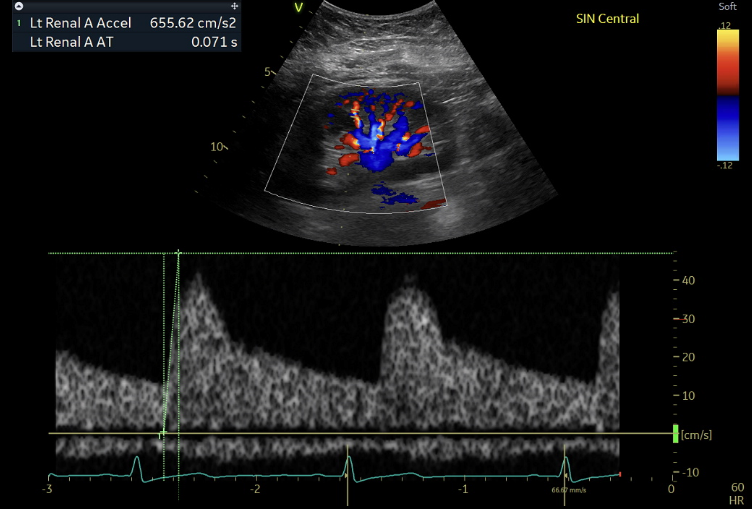 1 Lt Renal A Accel 655.62 cm/s2
Lt Renal A AT 0.071 s
V
SIN Central
Soft
.12
-.12
5
10
40
30
20
10
[cm/s]
-10
-3
-2
-1
0
66.67 mm/s
60
HR